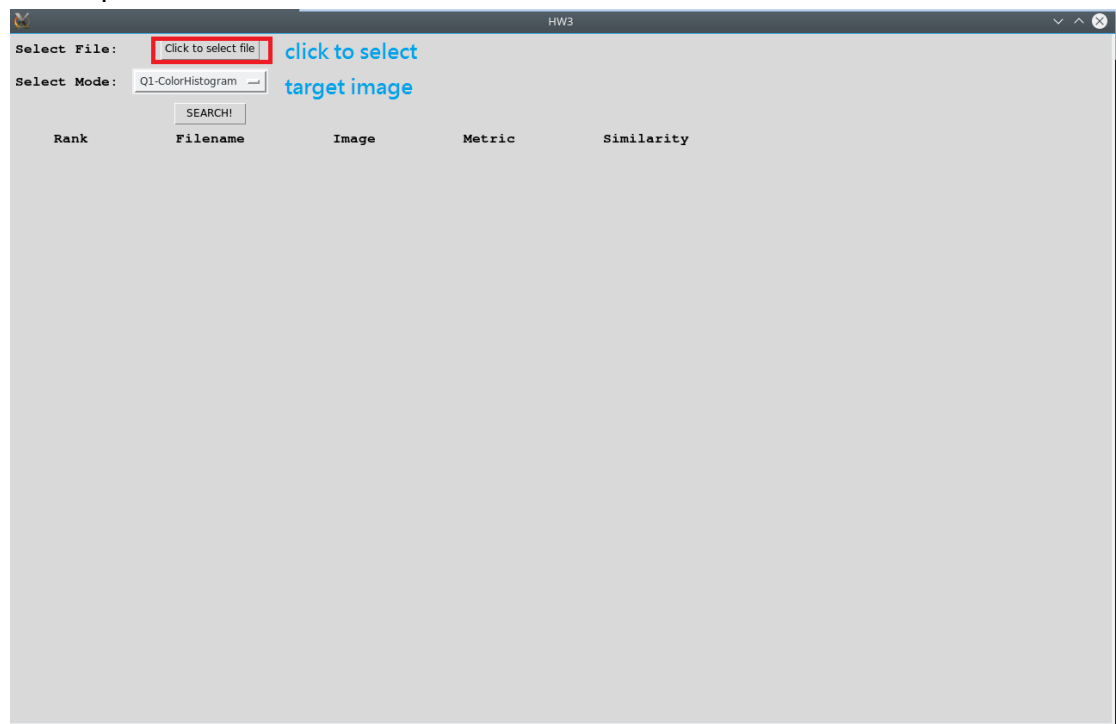 HW3
Select File: Click to select file click to select
Select Mode: Q1-ColorHistogram target image
SEARCH!
Rank Filename Image Metric Similarity